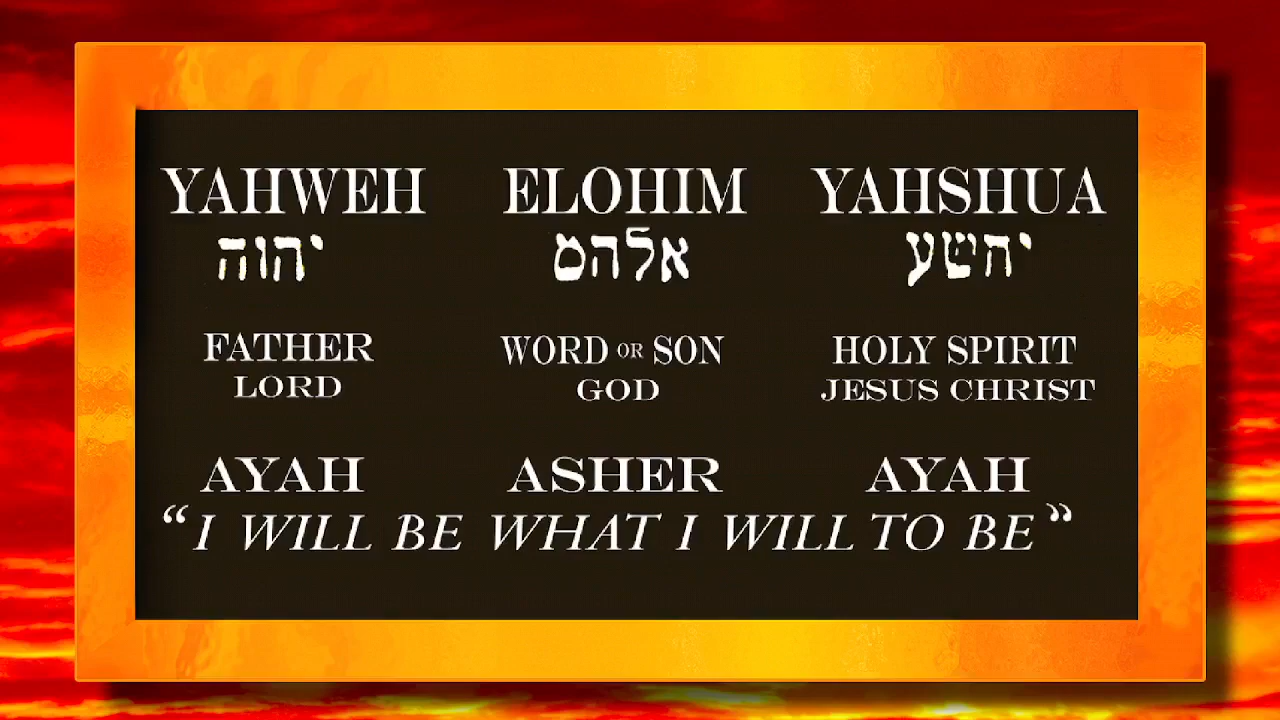 YAHWEH ELOHIM YAHSHUA
יהוה אלהם יהשע
FATHER WORD OR SON HOLY SPIRIT
LORD GOD JESUS CHRIST
AYAH ASHER AYAH
“I WILL BE WHAT I WILL TO BE”